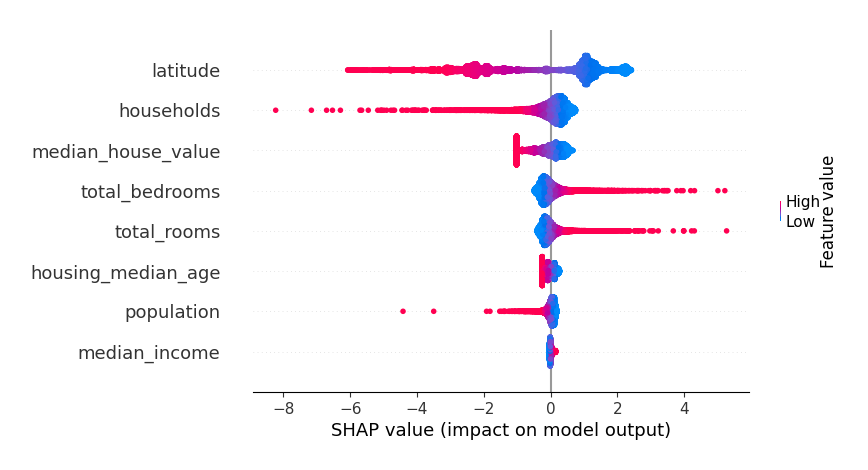 latitude
households
median_house_value
total_bedrooms
total_rooms
housing_median_age
population
median_income
−8 −6 −4 −2 0 2 4
SHAP value (impact on model output)
High
Low
Feature value